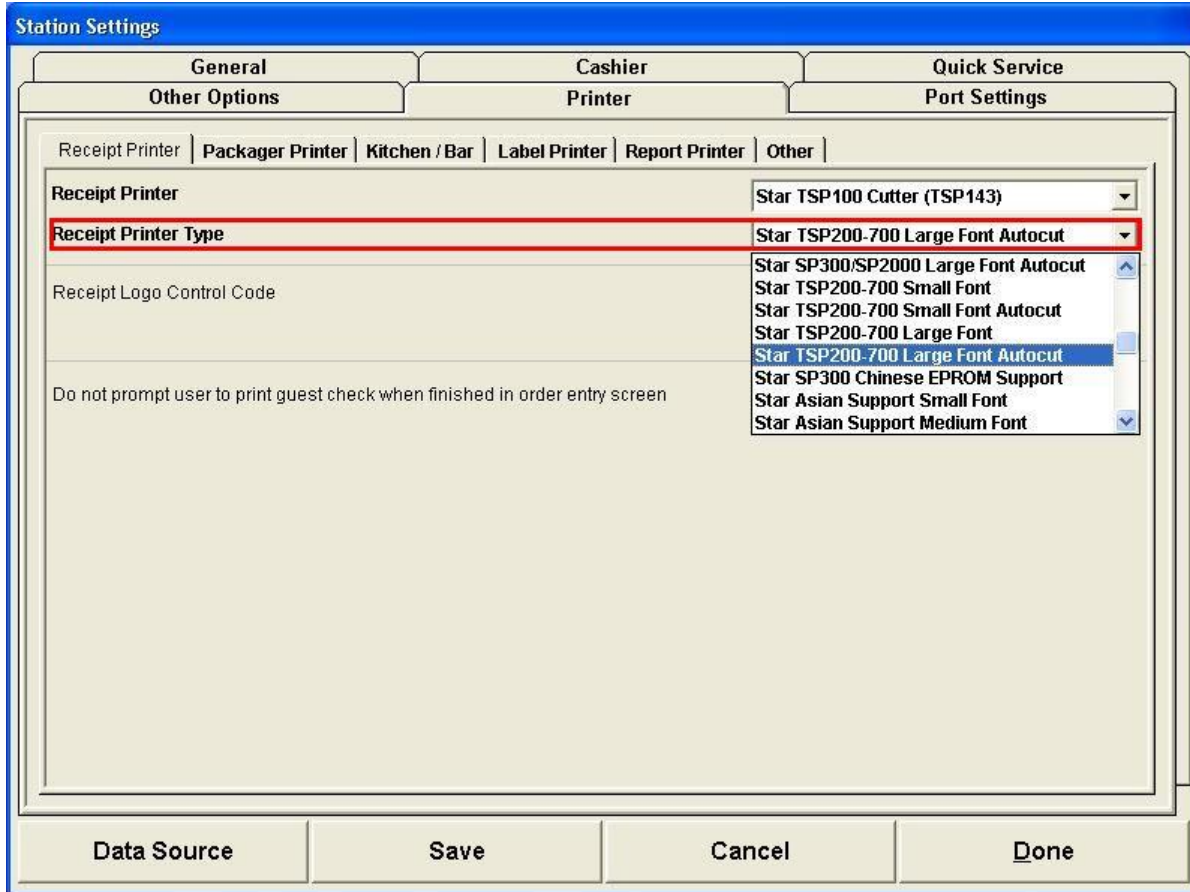 Station Settings
General Cashier Quick Service
Other Options Printer Port Settings
Receipt Printer Packager Printer Kitchen / Bar Label Printer Report Printer Other
Receipt Printer Star TSP100 Cutter (TSP143)
Receipt Printer Type Star TSP200-700 Large Font Autocut
Star SP300/SP2000 Large Font Autocut
Receipt Logo Control Code Star TSP200-700 Small Font
Star TSP200-700 Small Font Autocut
Star TSP200-700 Large Font
Star TSP200-700 Large Font Autocut
Star SP300 Chinese EPROM Support
Do not prompt user to print guest check when finished in order entry screen Star Asian Support Small Font
Star Asian Support Medium Font
Data Source Save Cancel Done